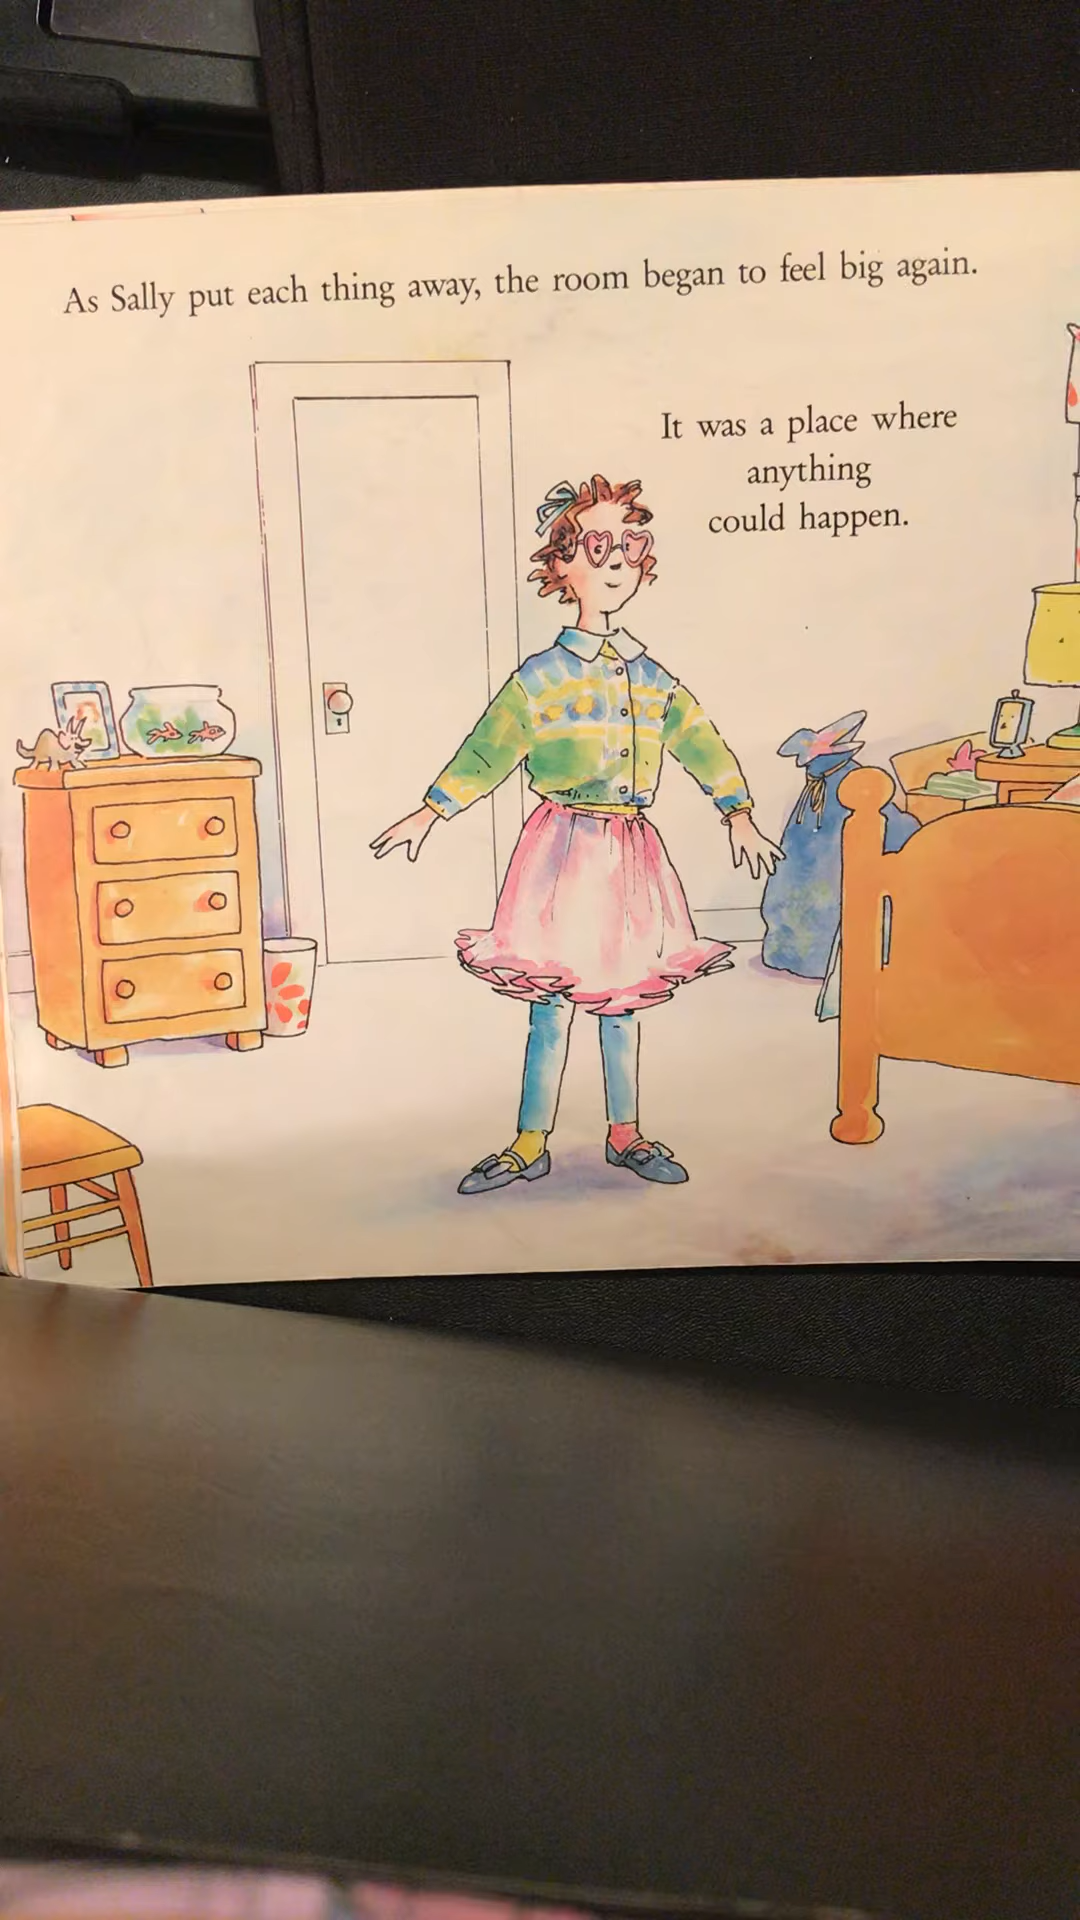 As Sally put each thing away, the room began to feel big again.
It was a place where
anything
could happen.